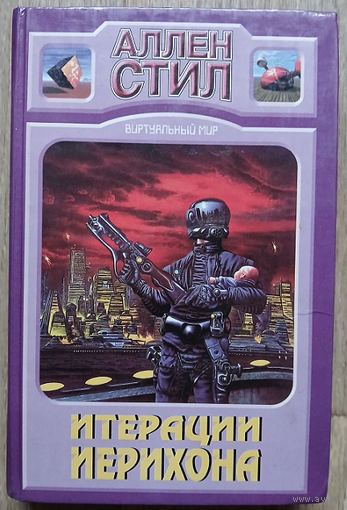 АЛЛЕН
СТИЛ
ВИРТУАЛЬНЫЙ МИР
ИТЕРАЦИИ
ИЕРИХОНА